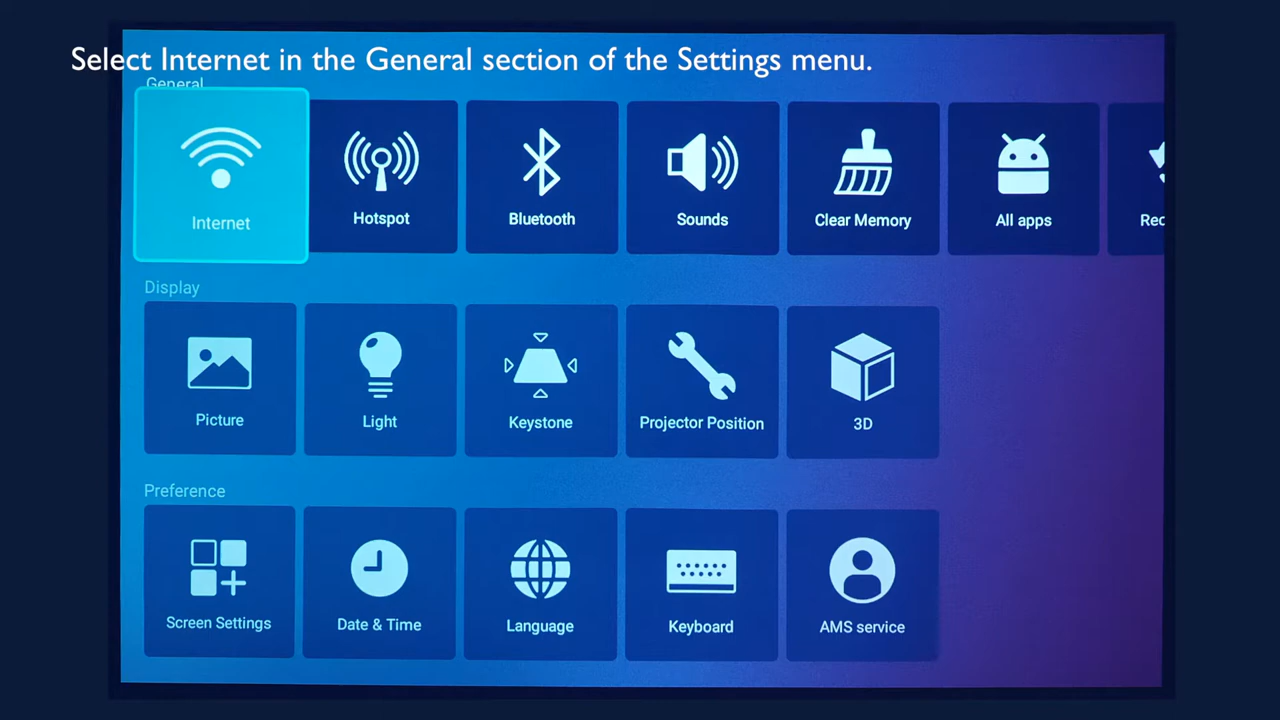 Select Internet in the General section of the Settings menu.
General
Internet
Hotspot
Bluetooth
Sounds
Clear Memory
All apps
Rec
Display
Picture
Light
Keystone
Projector Position
3D
Preference
Screen Settings
Date & Time
Language
Keyboard
AMS service